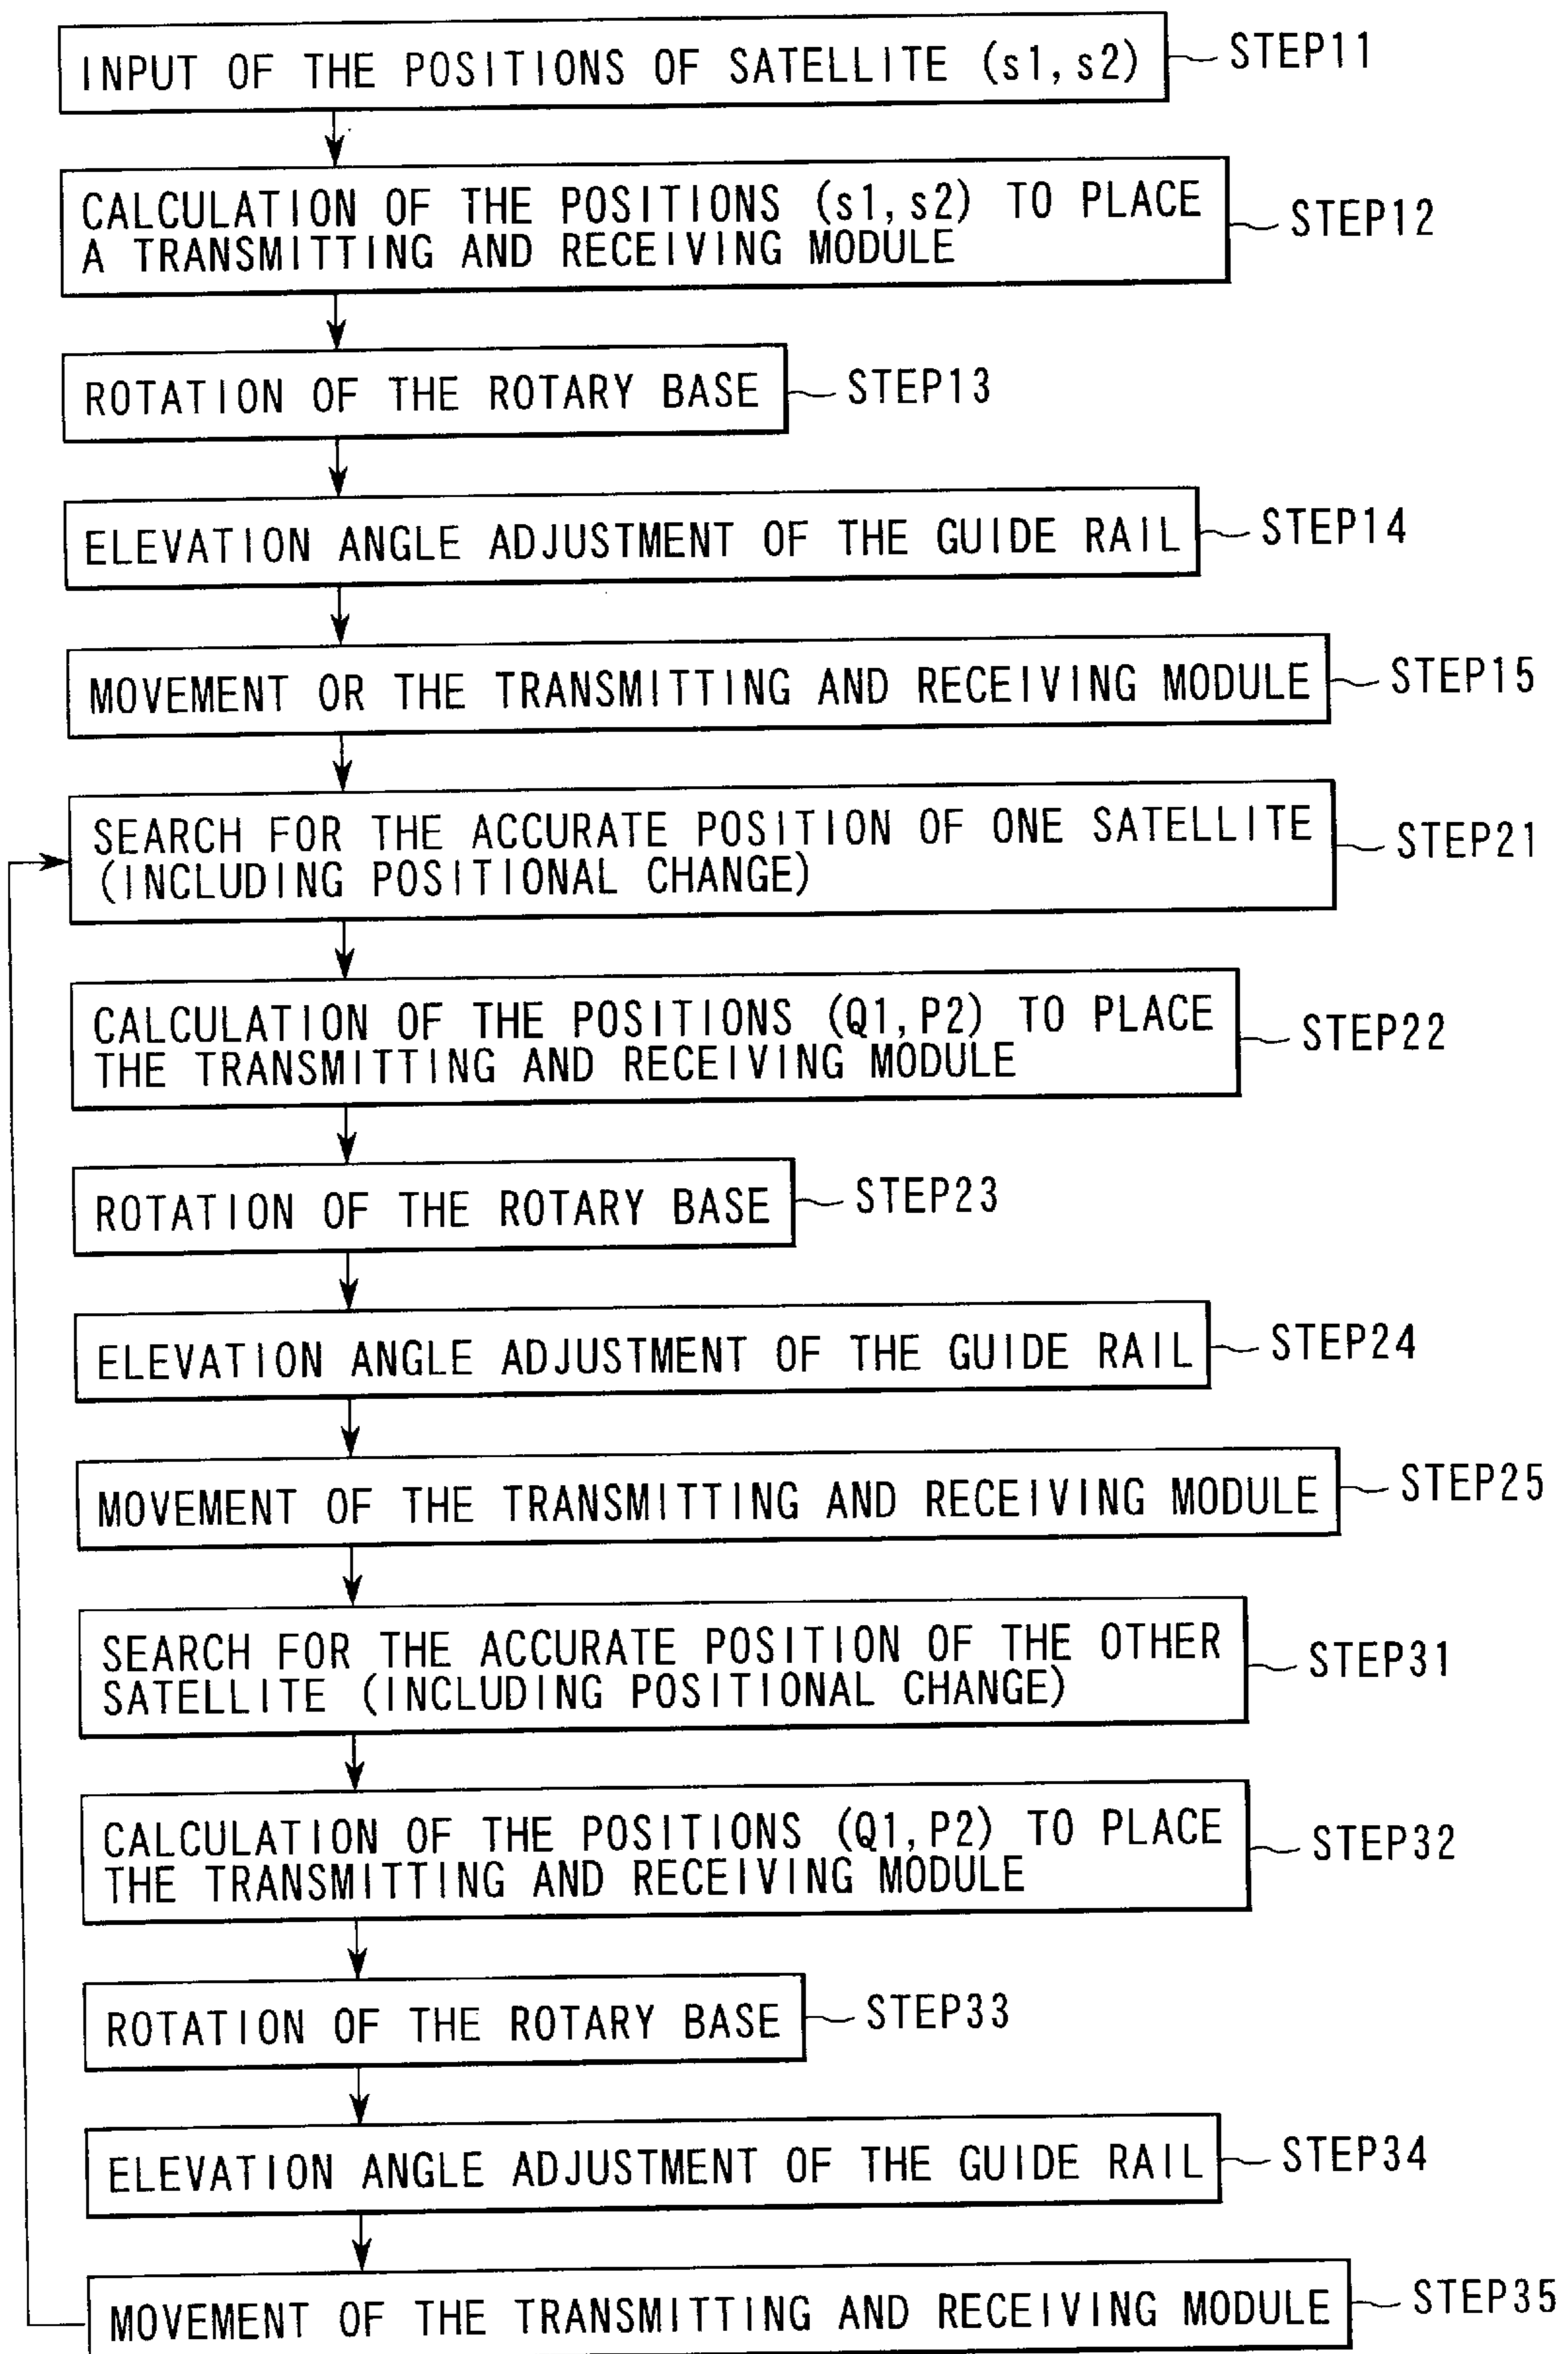 INPUT OF THE POSITIONS OF SATELLITE (s1,s2)
STEP11
CALCULATION OF THE POSITIONS (s1,s2) TO PLACE
A TRANSMITTING AND RECEIVING MODULE
STEP12
ROTATION OF THE ROTARY BASE
STEP13
ELEVATION ANGLE ADJUSTMENT OF THE GUIDE RAIL
STEP14
MOVEMENT OR THE TRANSMITTING AND RECEIVING MODULE
STEP15
SEARCH FOR THE ACCURATE POSITION OF ONE SATELLITE
(INCLUDING POSITIONAL CHANGE)
STEP21
CALCULATION OF THE POSITIONS (Q1,P2) TO PLACE
THE TRANSMITTING AND RECEIVING MODULE
STEP22
ROTATION OF THE ROTARY BASE
STEP23
ELEVATION ANGLE ADJUSTMENT OF THE GUIDE RAIL
STEP24
MOVEMENT OF THE TRANSMITTING AND RECEIVING MODULE
STEP25
SEARCH FOR THE ACCURATE POSITION OF THE OTHER
SATELLITE (INCLUDING POSITIONAL CHANGE)
STEP31
CALCULATION OF THE POSITIONS (Q1,P2) TO PLACE
THE TRANSMITTING AND RECEIVING MODULE
STEP32
ROTATION OF THE ROTARY BASE
STEP33
ELEVATION ANGLE ADJUSTMENT OF THE GUIDE RAIL
STEP34
MOVEMENT OF THE TRANSMITTING AND RECEIVING MODULE
STEP35